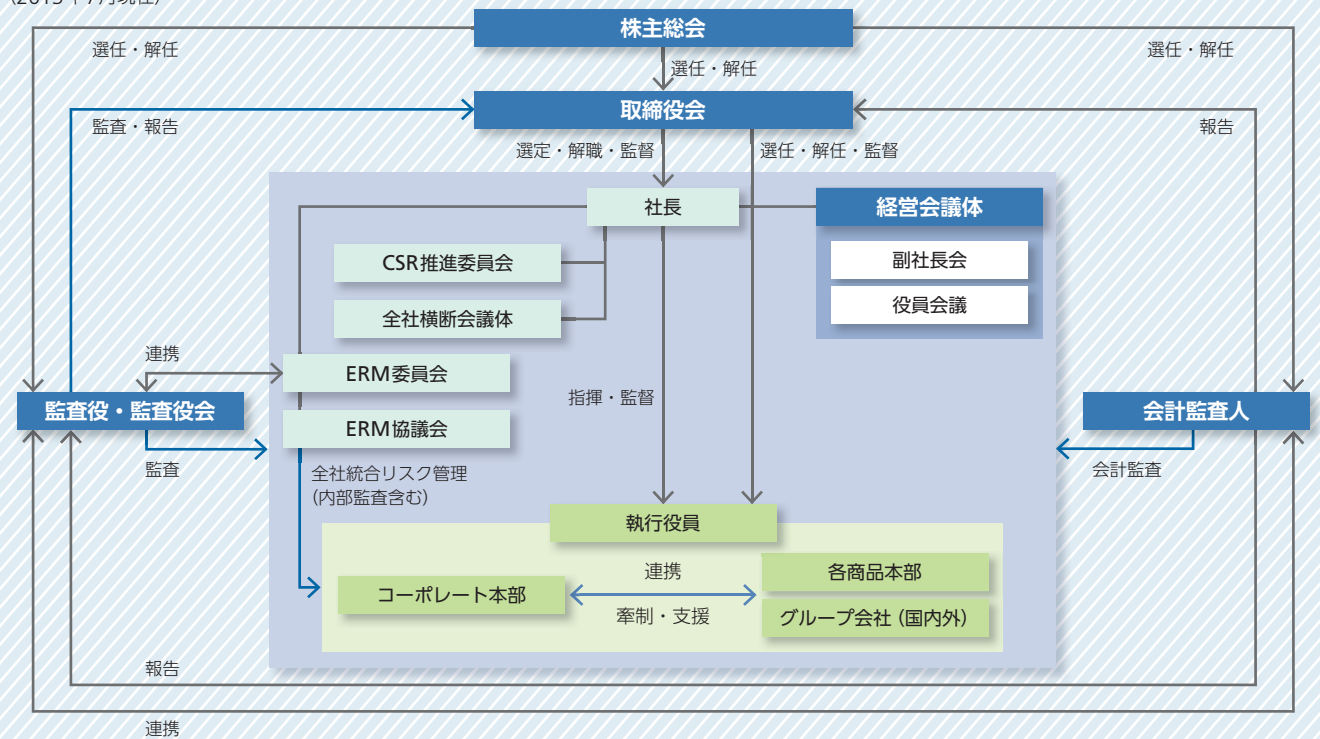 株主総会
選任・解任
選任・解任
選任・解任
取締役会
監査・報告
報告
選定・解職・監督
選任・解任・監督
社長
経営会議体
副社長会
役員会議
CSR推進委員会
全社横断会議体
連携
ERM委員会
指揮・監督
監査役・監査役会
会計監査人
ERM協議会
監査
会計監査
全社統合リスク管理
(内部監査含む)
執行役員
連携
各商品本部
コーポレート本部
牽制・支援
グループ会社(国内外)
報告
連携